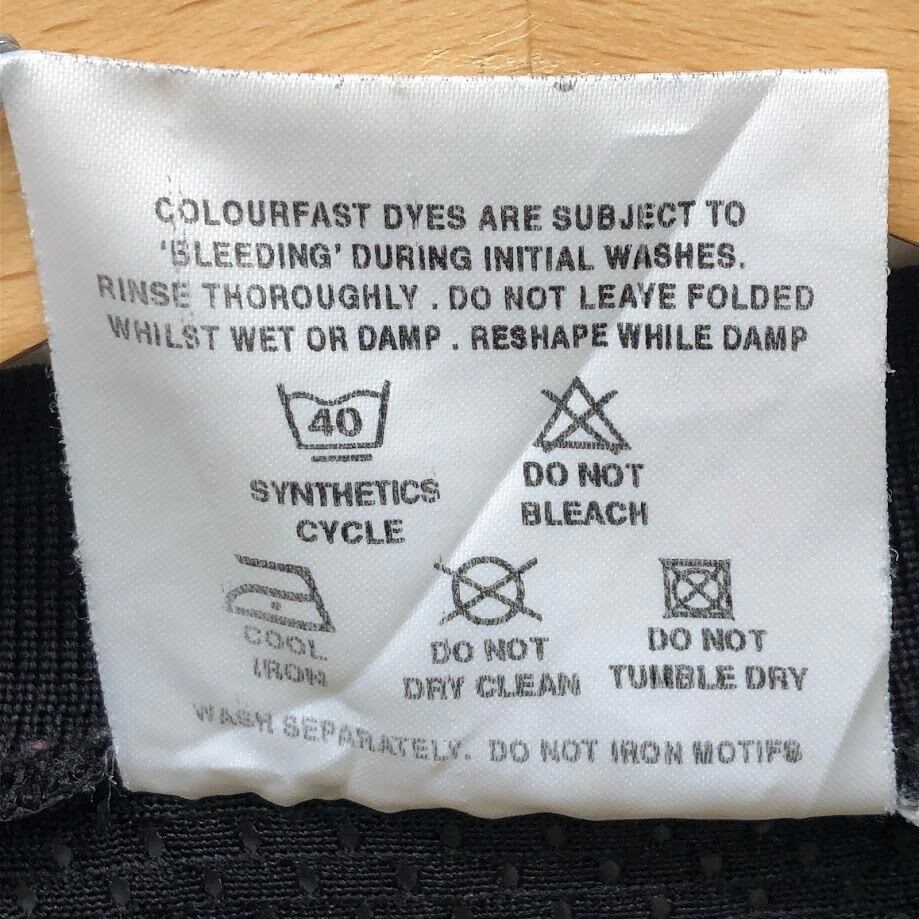 COLOURFAST DYES ARE SUBJECT TO
'BLEEDING' DURING INITIAL WASHES.
RINSE THOROUGHLY . DO NOT LEAVE FOLDED
WHILST WET OR DAMP . RESHAPE WHILE DAMP
40
SYNTHETICS
CYCLE
DO NOT
BLEACH
COOL
IRON
DO NOT
DRY CLEAN
DO NOT
TUMBLE DRY
WASH SEPARATELY. DO NOT IRON MOTIFS